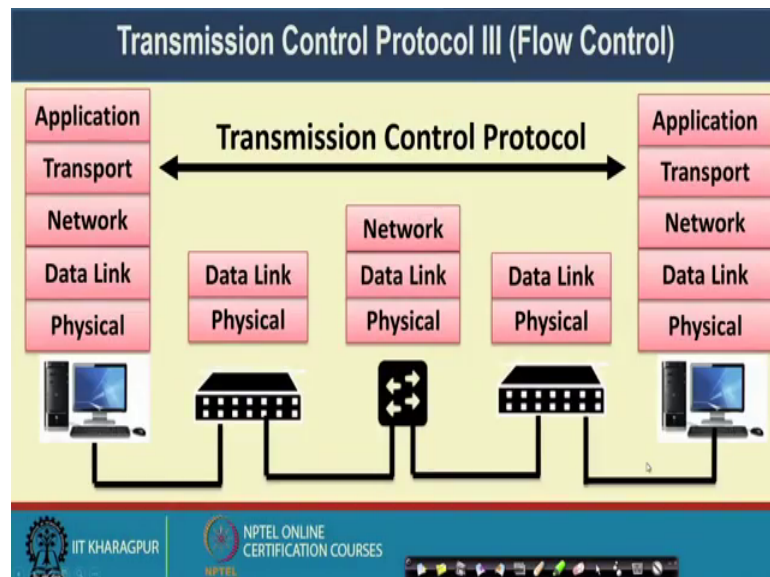 Transmission Control Protocol III (Flow Control)
Application
Transport
Network
Data Link
Physical
Transmission Control Protocol
Data Link
Physical
Network
Data Link
Physical
Data Link
Physical
Application
Transport
Network
Data Link
Physical
IIT KHARAGPUR
NPTEL ONLINE
CERTIFICATION COURSES
NPTEL